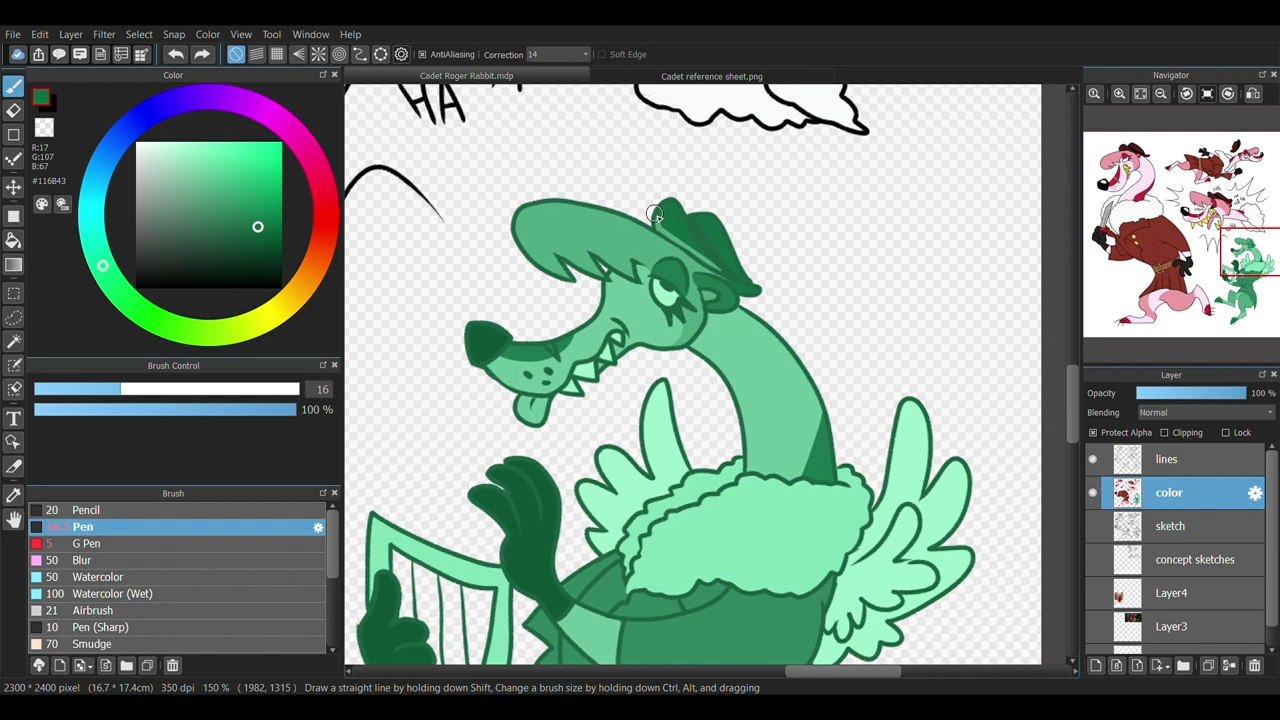 File Edit Layer Filter Select Snap Color View Tool Window Help
AntiAliasing Correction 14 Soft Edge
Color
Cadet Roger Rabbit.mdp Cadet reference sheet.png
Navigator
HA
R:17
G:107
B:67
#116B43
Brush Control
16
100 %
Layer
Opacity 100 %
Blending Normal
Protect Alpha Clipping Lock
lines
color
sketch
concept sketches
Layer4
Layer3
Brush
20 Pencil
Pen
5 G Pen
50 Blur
50 Watercolor
100 Watercolor (Wet)
21 Airbrush
10 Pen (Sharp)
70 Smudge
2300 * 2400 pixel (16.7 * 17.4cm) 350 dpi 150 % ( 1982, 1315 ) Draw a straight line by holding down Shift, Change a brush size by holding down Ctrl, Alt, and dragging